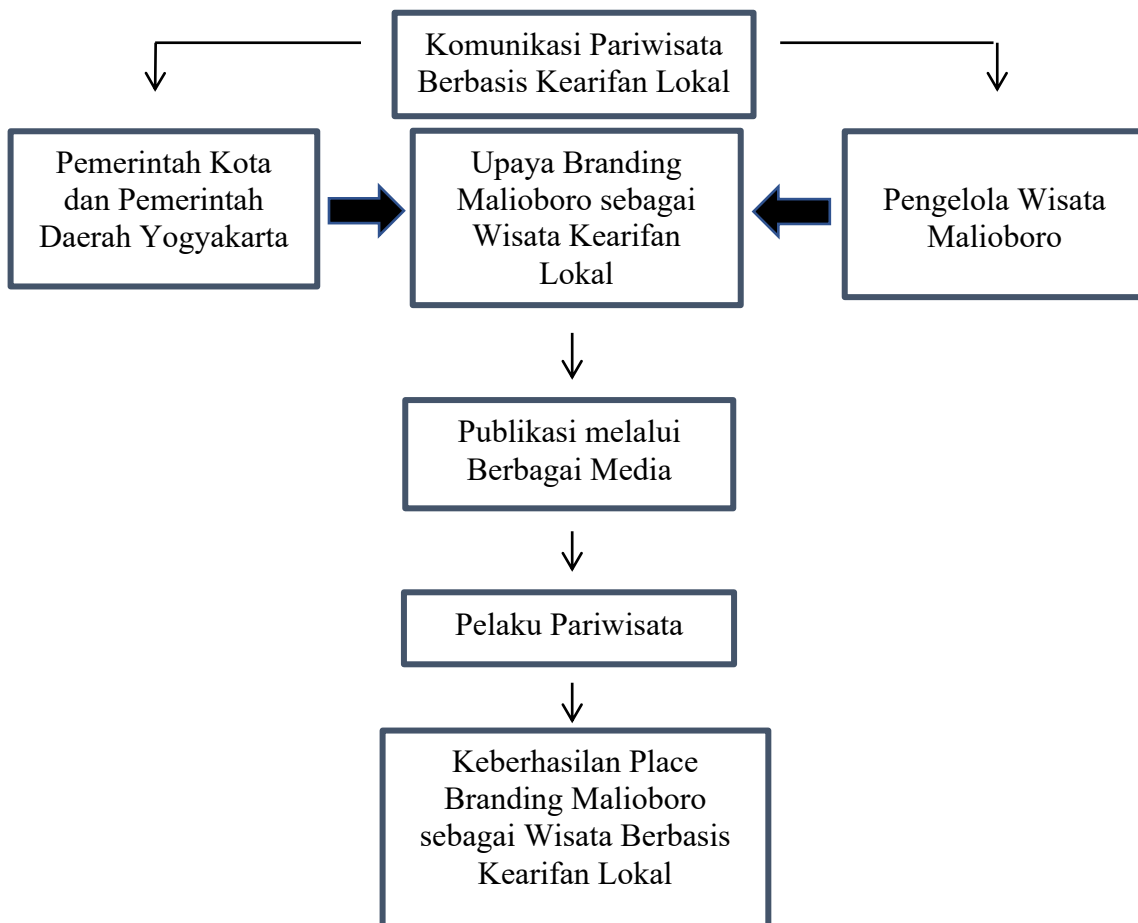 Komunikasi Pariwisata
Berbasis Kearifan Lokal
Pemerintah Kota
dan Pemerintah
Daerah Yogyakarta
Upaya Branding
Malioboro sebagai
Wisata Kearifan
Lokal
Pengelola Wisata
Malioboro
Publikasi melalui
Berbagai Media
Pelaku Pariwisata
Keberhasilan Place
Branding Malioboro
sebagai Wisata Berbasis
Kearifan Lokal